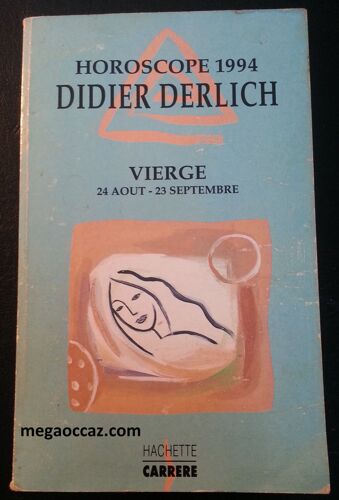 HOROSCOPE 1994
DIDIER DERLICH
VIERGE
24 AOUT - 23 SEPTEMBRE
megaoccaz.com
HACHETTE
CARRERE